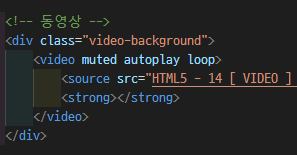 <!-- 동영상 -->
<div class="video-background">
<video muted autoplay loop>
<source src="HTML5 - 14 [ VIDEO ]
<strong></strong>
</video>
</div>